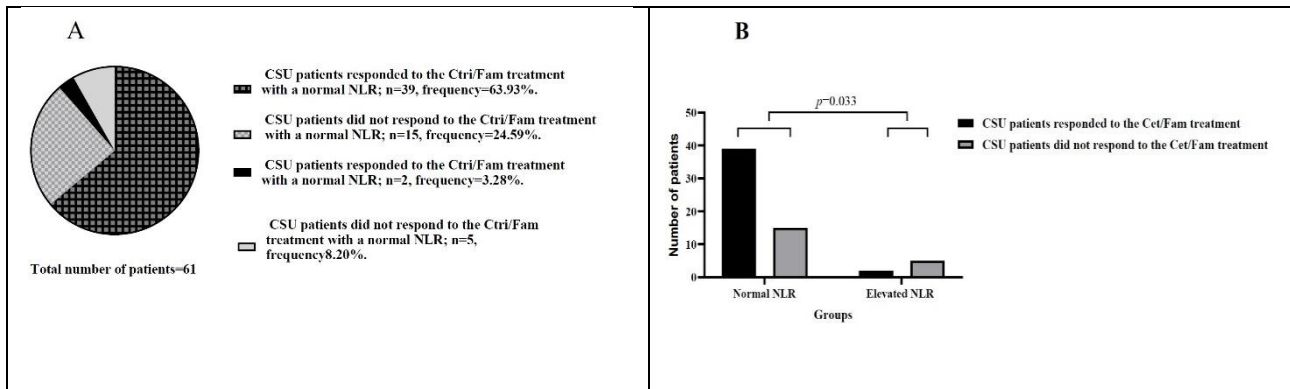 A
CSU patients responded to the Ctri/Fam treatment
with a normal NLR; n=39, frequency=63.93%.
CSU patients did not respond to the Ctri/Fam treatment
with a normal NLR; n=15, frequency=24.59%.
CSU patients responded to the Ctri/Fam treatment
with a normal NLR; n=2, frequency=3.28%.
CSU patients did not respond to the Ctri/Fam
treatment with a normal NLR; n=5,
frequency8.20%.
Total number of patients=61
B
p=0.033
50
40
30
20
10
0
Number of patients
Normal NLR
Elevated NLR
Groups
CSU patients responded to the Cet/Fam treatment
CSU patients did not respond to the Cet/Fam treatment